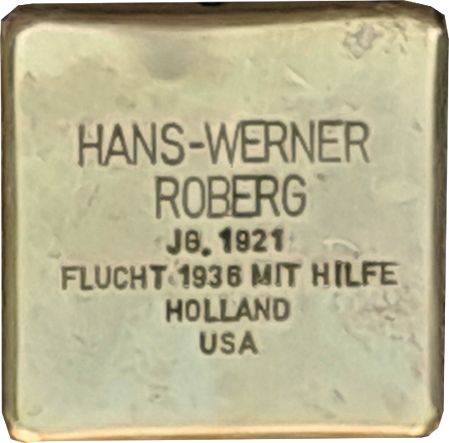 HANS-WERNER
ROBERG
JG. 1921
FLUCHT 1936 MIT HILFE
HOLLAND
USA